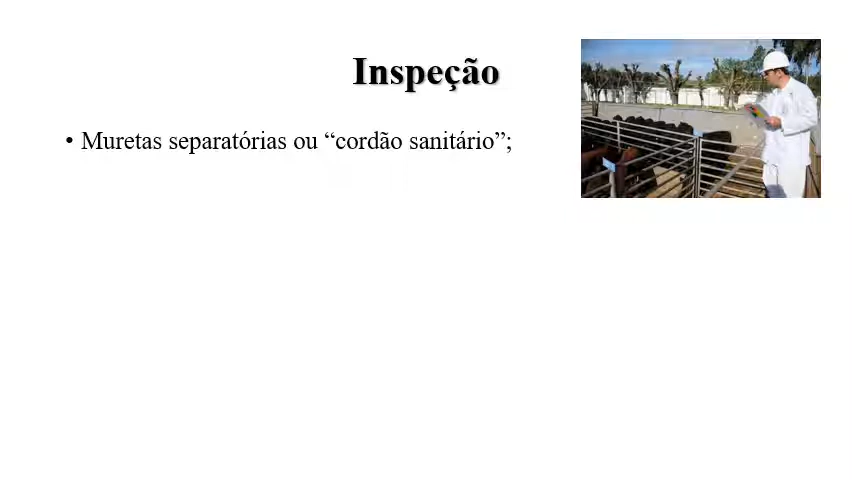 Inspeção
• Muretas separatórias ou “cordão sanitário”;